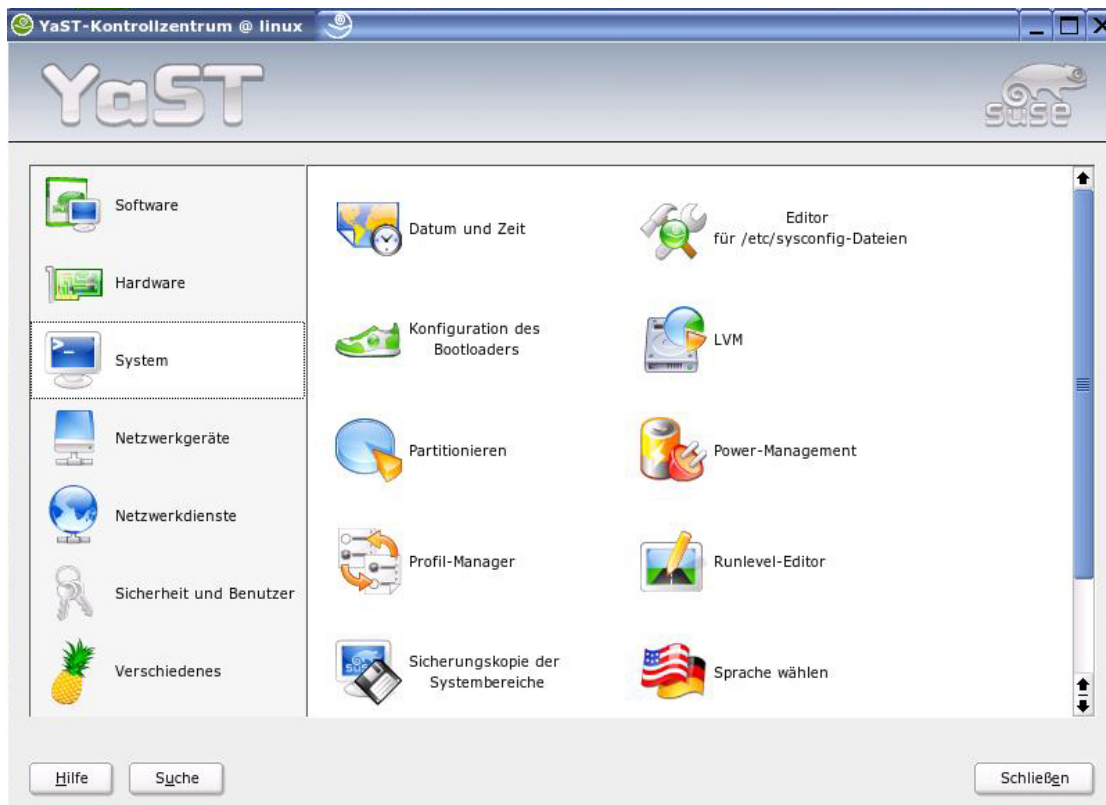 YaST-Kontrollzentrum @ linux
YaST
SUSE
Software
Hardware
System
Netzwerkgeräte
Netzwerkdienste
Sicherheit und Benutzer
Verschiedenes
Datum und Zeit
Editor
für /etc/sysconfig-Dateien
Konfiguration des
Bootloaders
LVM
Partitionieren
Power-Management
Profil-Manager
Runlevel-Editor
Sicherungskopie der
Systembereiche
Sprache wählen
Hilfe
Suche
Schließen